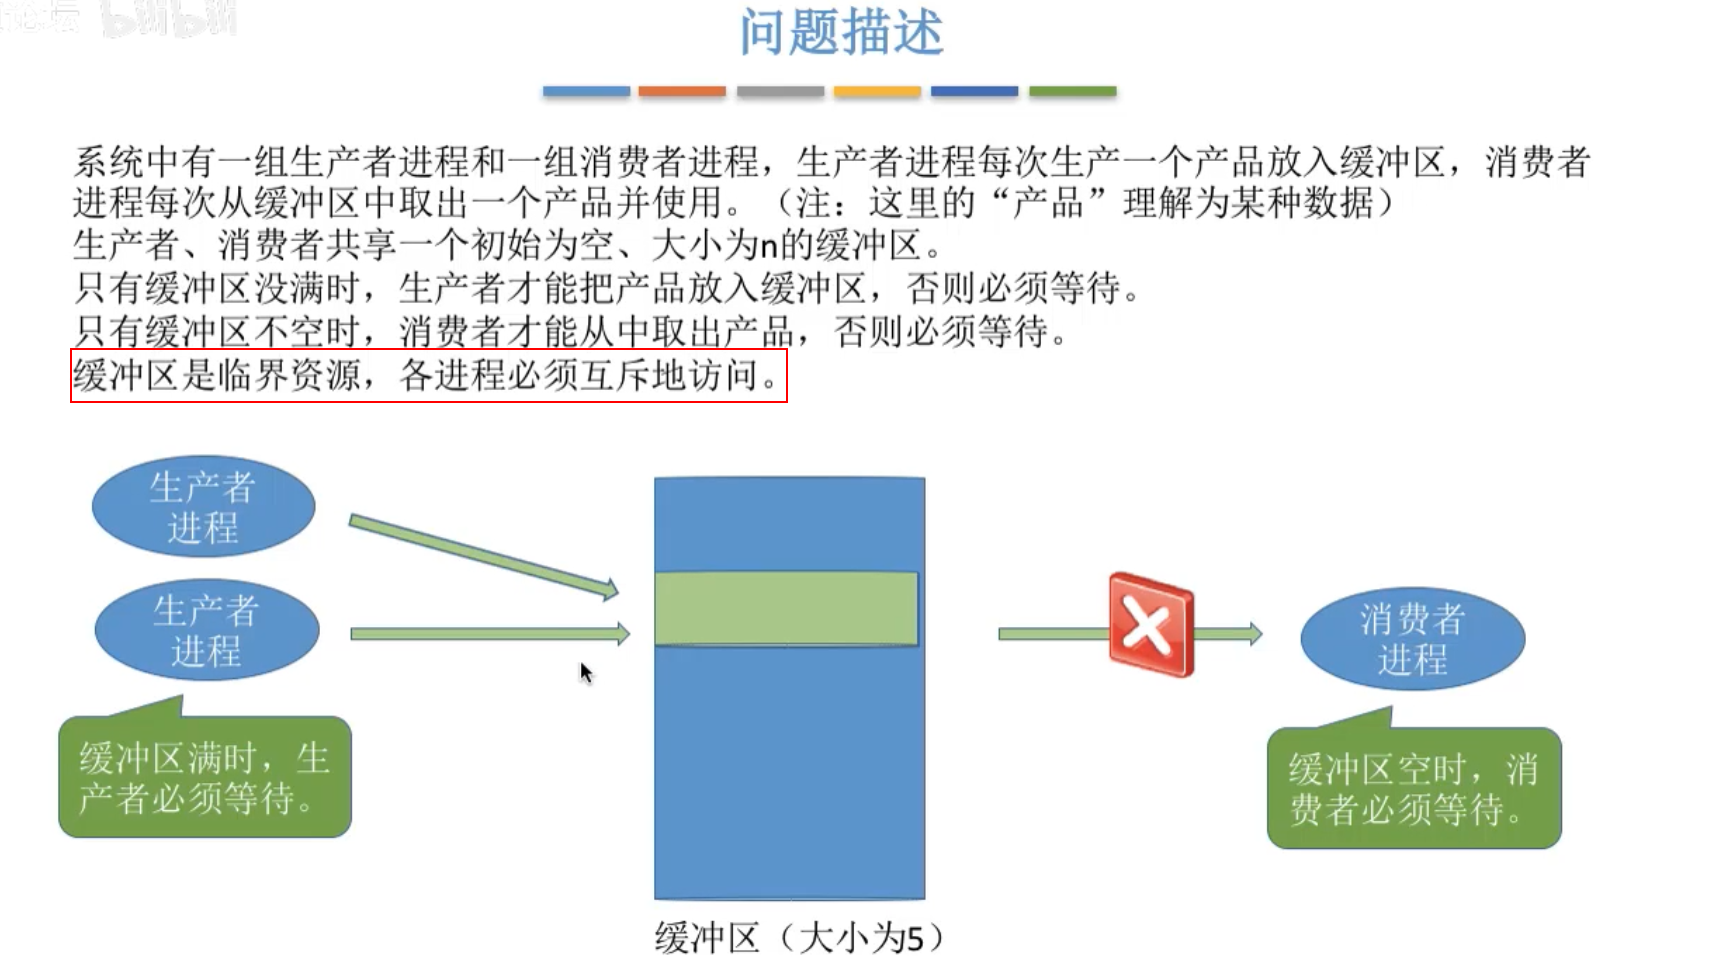 bilibili
问题描述
系统中有一组生产者进程和一组消费者进程，生产者进程每次生产一个产品放入缓冲区，消费者
进程每次从缓冲区中取出一个产品并使用。（注：这里的“产品”理解为某种数据）
生产者、消费者共享一个初始为空、大小为n的缓冲区。
只有缓冲区没满时，生产者才能把产品放入缓冲区，否则必须等待。
只有缓冲区不空时，消费者才能从中取出产品，否则必须等待。
缓冲区是临界资源，各进程必须互斥地访问。
生产者
进程
生产者
进程
消费者
进程
缓冲区满时，生
产者必须等待。
缓冲区空时，消
费者必须等待。
缓冲区（大小为5）